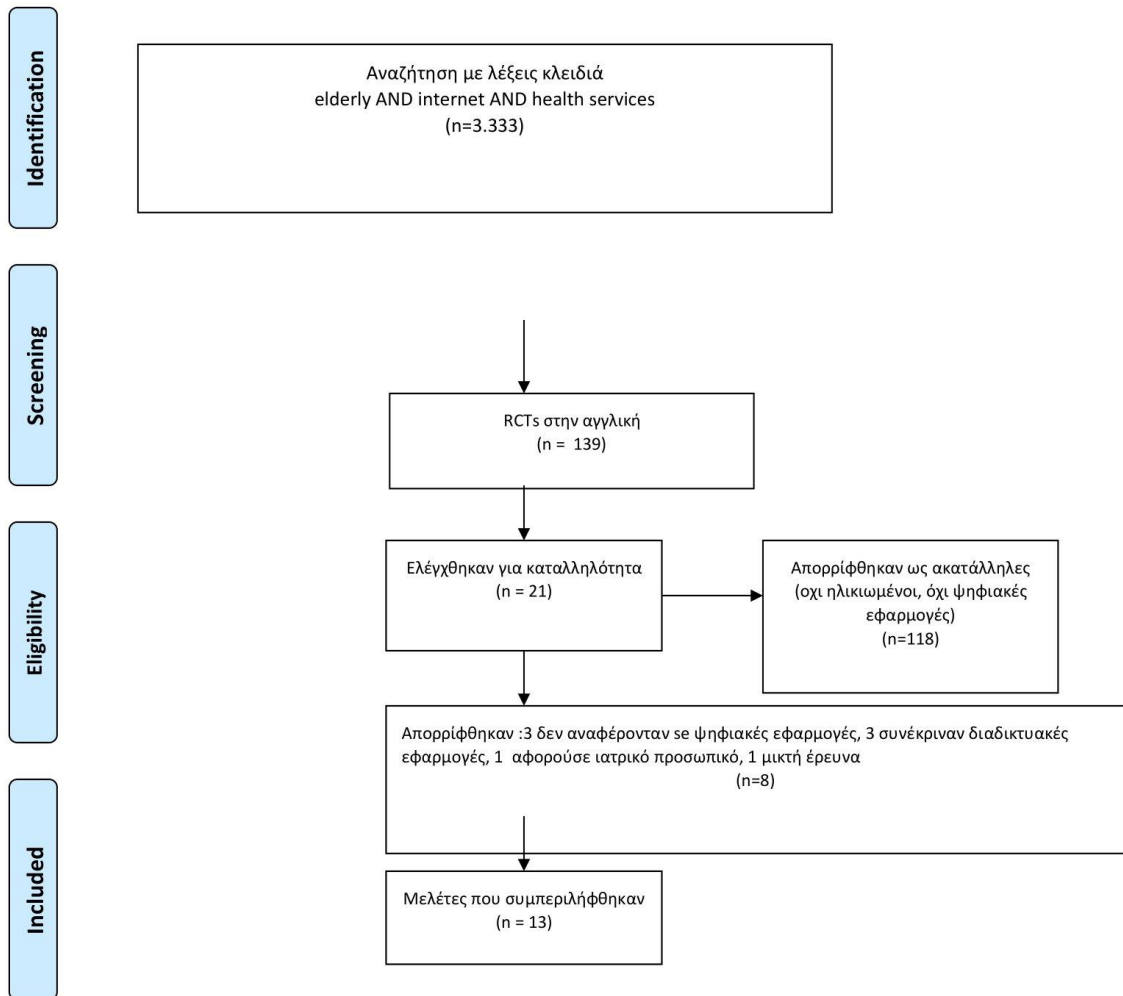 Identification
Αναζήτηση με λέξεις κλειδιά
elderly AND internet AND health services
(n=3.333)
Screening
RCTs στην αγγλική
(n = 139)
Eligibility
Ελέγχθηκαν για καταλληλότητα
(n = 21)
Απορρίφθηκαν ως ακατάλληλες
(οχι ηλικιωμένοι, όχι ψηφιακές
εφαρμογές)
(n=118)
Απορρίφθηκαν :3 δεν αναφέρονταν se ψηφιακές εφαρμογές, 3 συνέκριναν διαδικτυακές
εφαρμογές, 1 αφορούσε ιατρικό προσωπικό, 1 μικτή έρευνα
(n=8)
Included
Μελέτες που συμπεριλήφθηκαν
(n = 13)